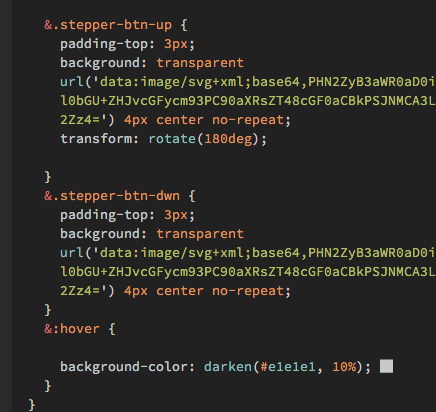 &.stepper-btn-up {
padding-top: 3px;
background: transparent
url('data:image/svg+xml;base64,PHN2ZyB3aWR0aD0i
l0bGU+ZHJvcGFycm93PC90aXRsZT48cGF0aCBkPSJNMCA3L
2Zz4=') 4px center no-repeat;
transform: rotate(180deg);
}
&.stepper-btn-dwn {
padding-top: 3px;
background: transparent
url('data:image/svg+xml;base64,PHN2ZyB3aWR0aD0i
l0bGU+ZHJvcGFycm93PC90aXRsZT48cGF0aCBkPSJNMCA3L
2Zz4=') 4px center no-repeat;
}
&:hover {
background-color: darken(#e1e1e1, 10%);
}
}